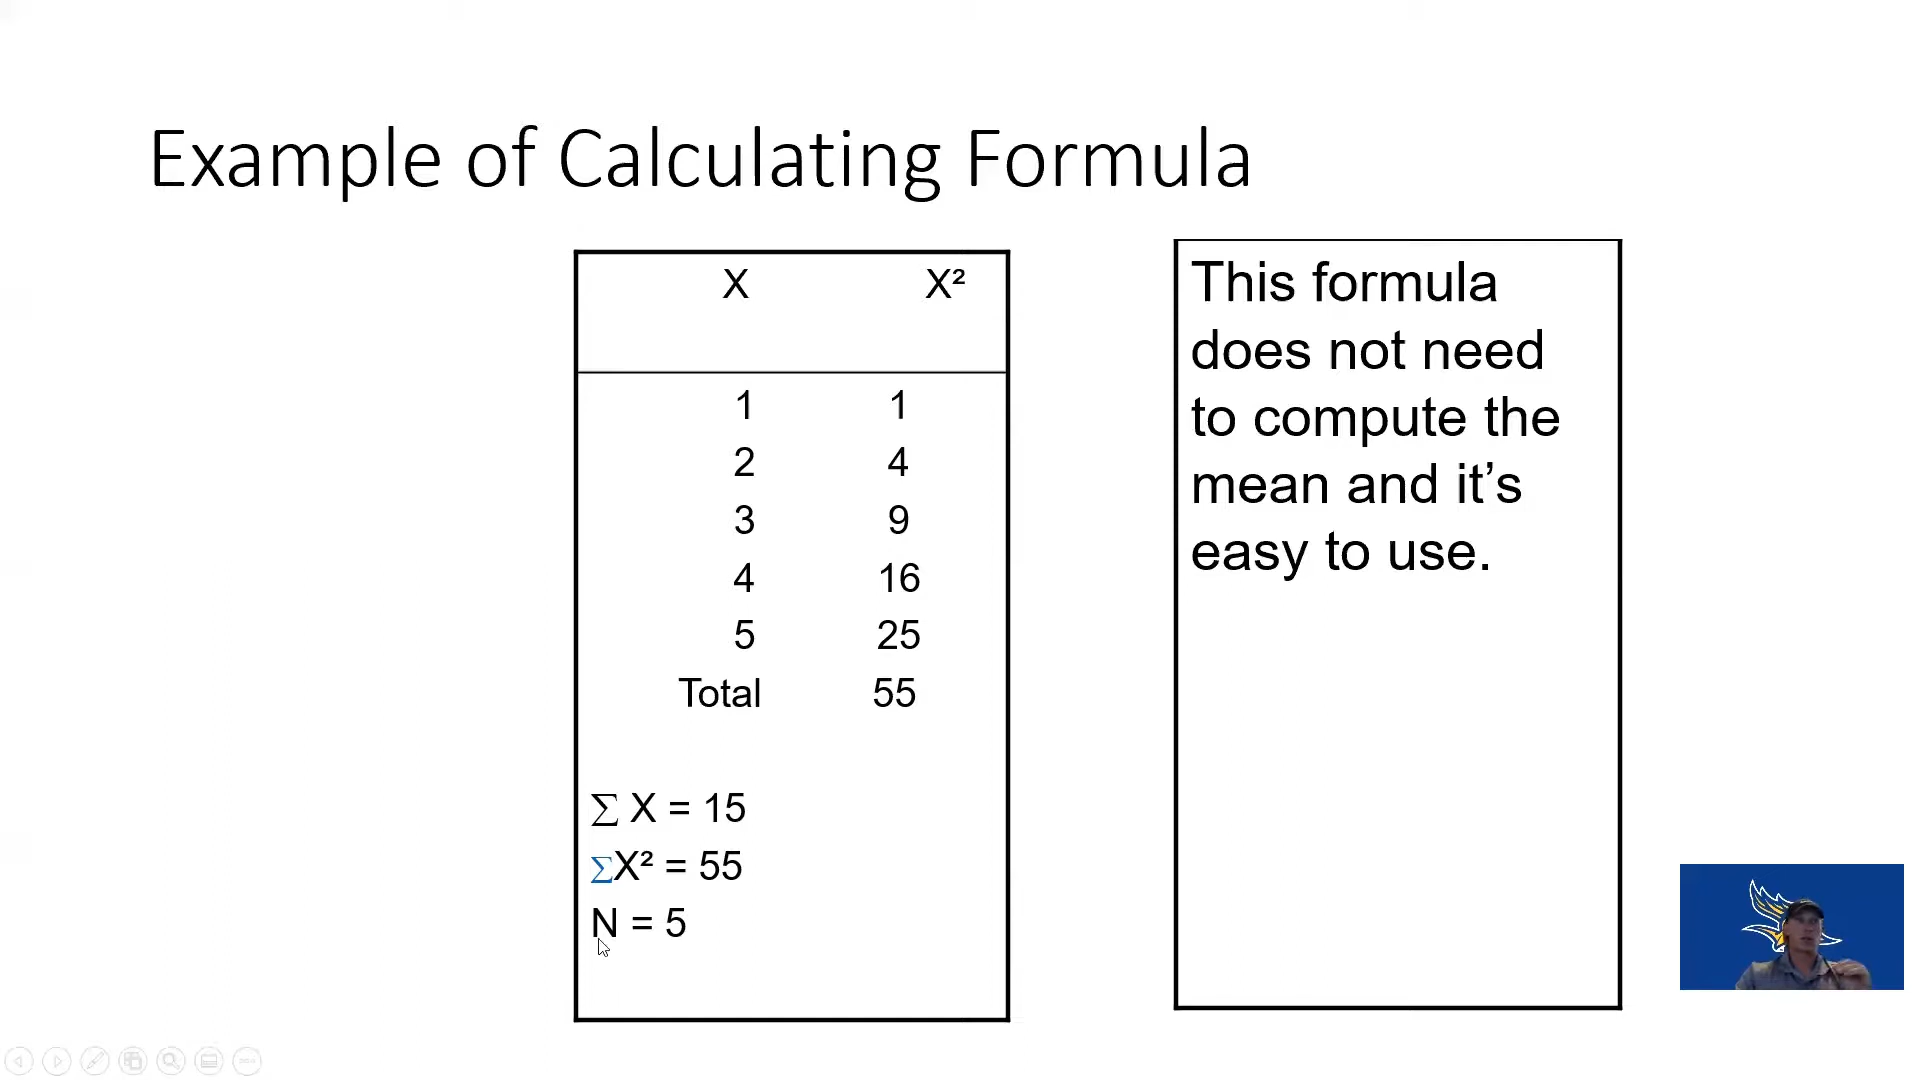 Example of Calculating Formula
X X²
1 1
2 4
3 9
4 16
5 25
Total 55
∑ X = 15
∑X² = 55
N = 5
This formula
does not need
to compute the
mean and it’s
easy to use.